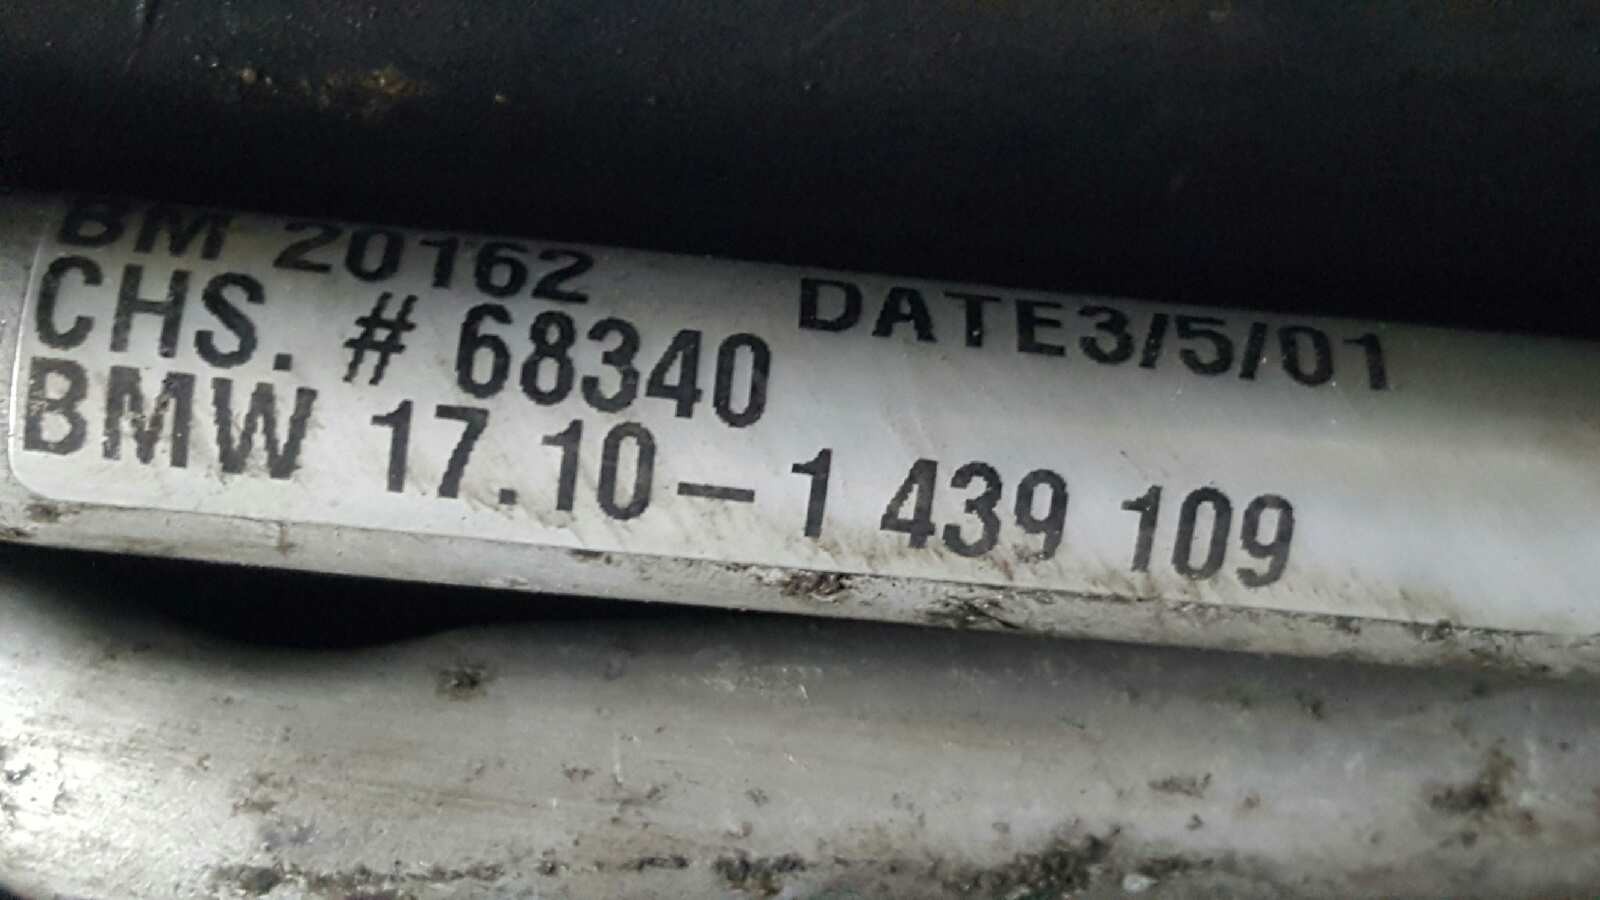 BM 20162 DATE3/5/01
CHS. # 68340
BMW 17.10-1 439 109